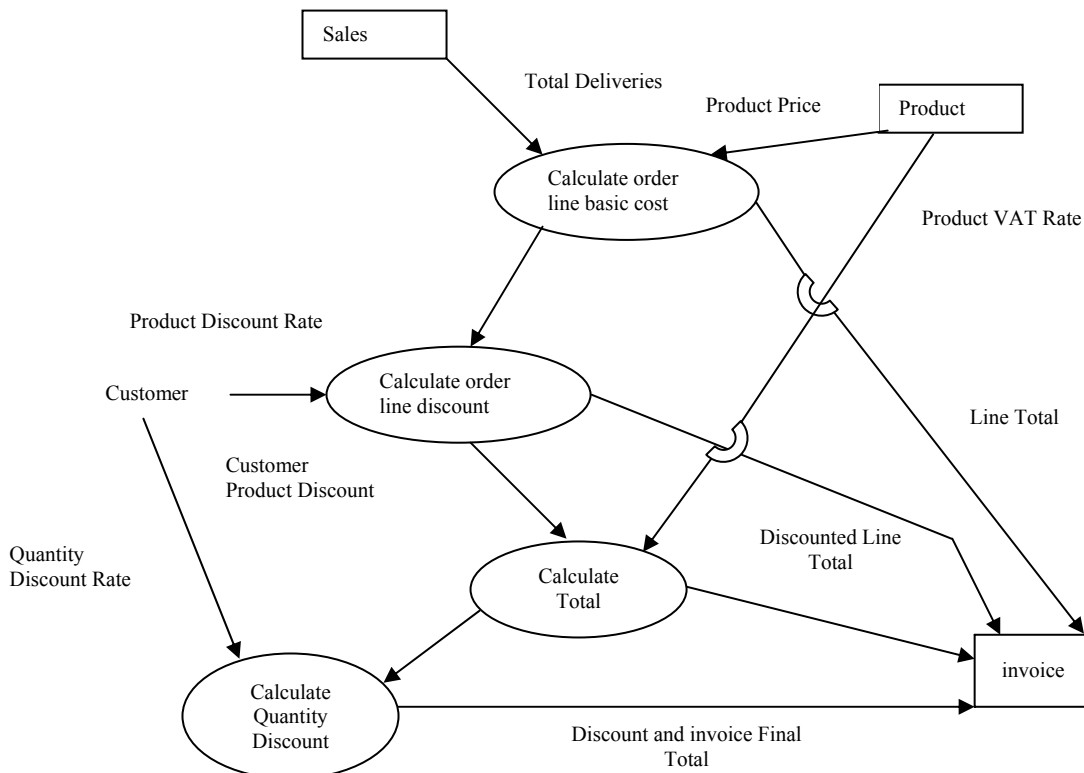 Sales
Total Deliveries
Product Price
Product
Calculate order
line basic cost
Product VAT Rate
Product Discount Rate
Calculate order
line discount
Customer
Line Total
Customer
Product Discount
Quantity
Discount Rate
Discounted Line
Total
Calculate
Total
invoice
Calculate
Quantity
Discount
Discount and invoice Final
Total